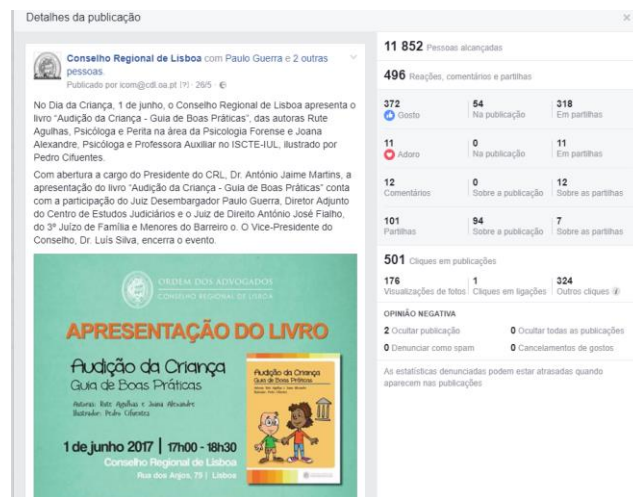 Detalhes da publicação
Conselho Regional de Lisboa com Paulo Guerra e 2 outras
pessoas.
Publicado por icom@cdl.oa.pt [?] · 26/5 ·
No Dia da Criança, 1 de junho, o Conselho Regional de Lisboa apresenta o
livro "Audição da Criança - Guia de Boas Práticas", das autoras Rute
Agulhas, Psicóloga e Perita na área da Psicologia Forense e Joana
Alexandre, Psicóloga e Professora Auxiliar no ISCTE-IUL, ilustrado por
Pedro Cifuentes.
Com abertura a cargo do Presidente do CRL, Dr. António Jaime Martins, a
apresentação do livro "Audição da Criança - Guia de Boas Práticas" conta
com a participação do Juiz Desembargador Paulo Guerra, Diretor Adjunto
do Centro de Estudos Judiciários e o Juiz de Direito António José Fialho,
do 3º Juízo de Família e Menores do Barreiro o. O Vice-Presidente do
Conselho, Dr. Luís Silva, encerra o evento.
ORDEM DOS ADVOGADOS
CONSELHO REGIONAL DE LISBOA
APRESENTAÇÃO DO LIVRO
Audição da Criança
Guia de Boas Práticas
Autoras: Rute Agulhas e Joana Alexandre
Ilustrador: Pedro Cifuentes
1 de junho 2017 | 17h00 - 18h30
Conselho Regional de Lisboa
Rua dos Anjos, 79 | Lisboa
Audição da Criança
Guia de Boas Práticas
11 852 Pessoas alcançadas
496 Reações, comentários e partilhas
372 54 318
Gosto Na publicação Em partilhas
11 0 11
Adoro Na publicação Em partilhas
12 0 12
Comentários Sobre a publicação Sobre as partilhas
101 94 7
Partilhas Sobre a publicação Sobre as partilhas
501 Cliques em publicações
176 1 324
Visualizações de fotos Cliques em ligações Outros cliques
OPINIÃO NEGATIVA
2 Ocultar publicação 0 Ocultar todas as publicações
0 Denunciar como spam 0 Cancelamentos de gostos
As estatísticas denunciadas podem estar atrasadas quando
aparecem nas publicações